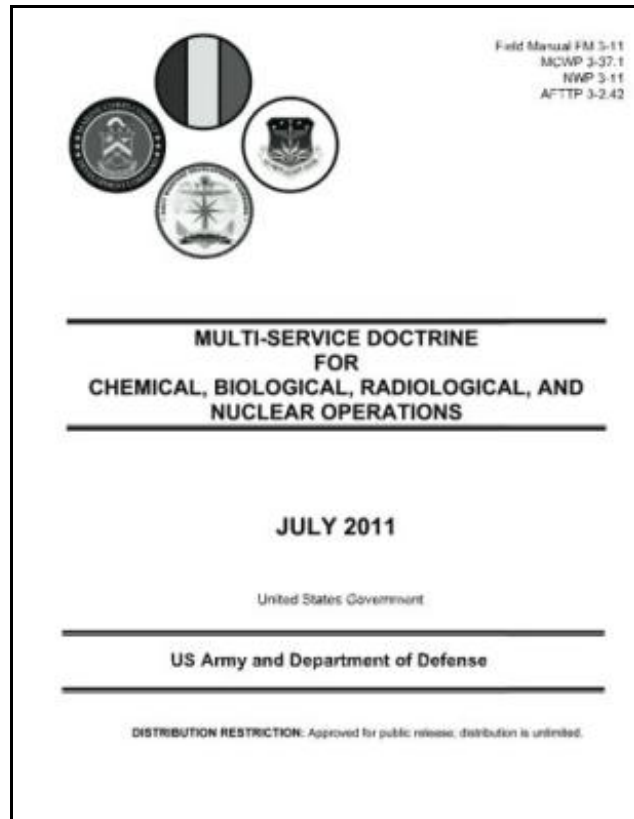 Field Manual FM 3-11
MCWP 3-37.1
NWP 3-11
AFTTP 3-2.42
MULTI-SERVICE DOCTRINE
FOR
CHEMICAL, BIOLOGICAL, RADIOLOGICAL, AND
NUCLEAR OPERATIONS
JULY 2011
United States Government
US Army and Department of Defense
DISTRIBUTION RESTRICTION: Approved for public release; distribution is unlimited.